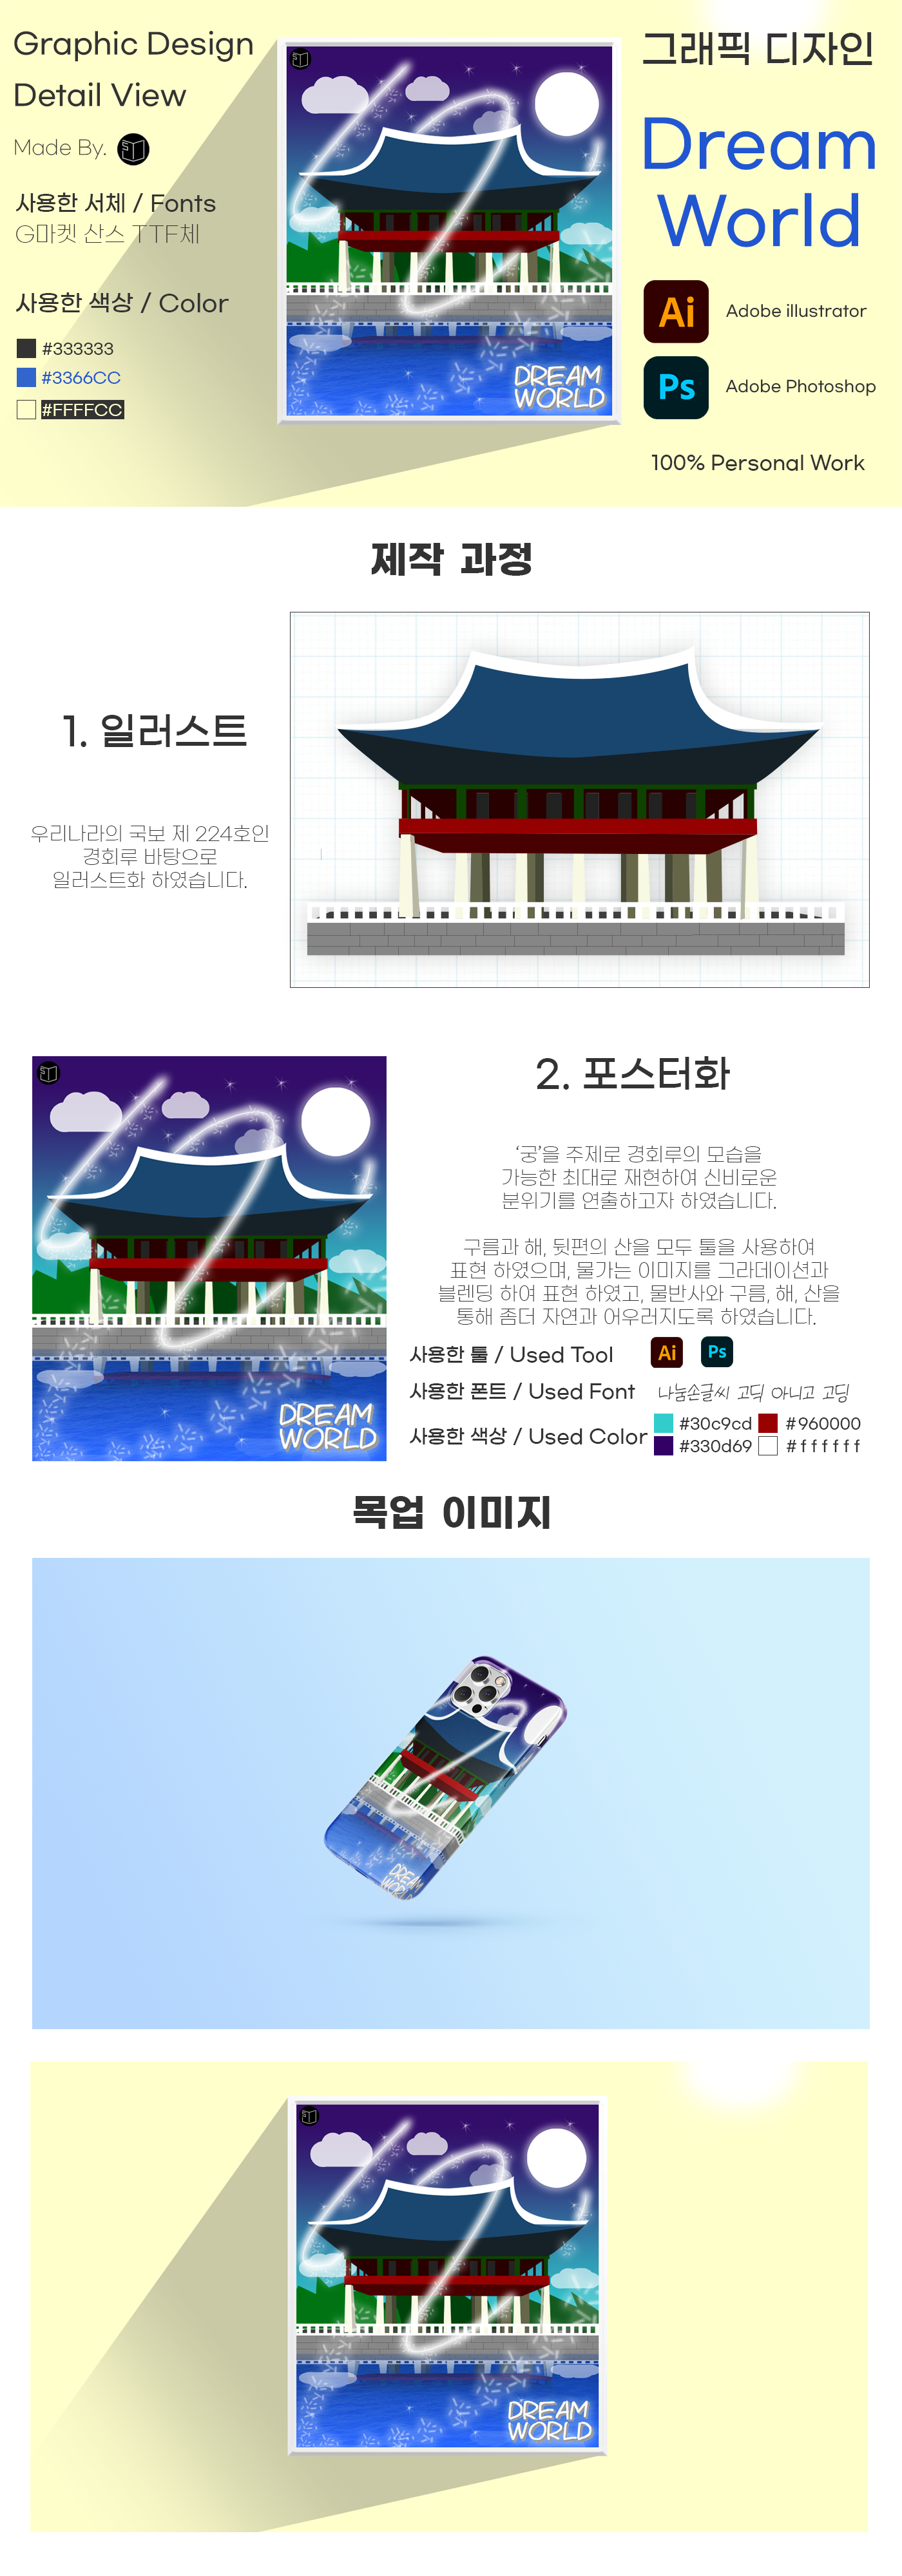 Graphic Design
Detail View
Made By.
사용한 서체 / Fonts
G마켓 산스 TTF체
사용한 색상 / Color
#333333
#3366CC
#FFFFCC
DREAM
WORLD
그래픽 디자인
Dream
World
Ai Adobe illustrator
Ps Adobe Photoshop
100% Personal Work
제작 과정
1. 일러스트
우리나라의 국보 제 224호인
경회루 바탕으로
일러스트화 하였습니다.
DREAM
WORLD
2. 포스터화
‘궁’을 주제로 경회루의 모습을
가능한 최대로 재현하여 신비로운
분위기를 연출하고자 하였습니다.
구름과 해, 뒷편의 산을 모두 툴을 사용하여
표현 하였으며, 물가는 이미지를 그라데이션과
블렌딩 하여 표현 하였고, 물반사와 구름, 해, 산을
통해 좀더 자연과 어우러지도록 하였습니다.
사용한 툴 / Used Tool Ai Ps
사용한 폰트 / Used Font 나눔손글씨 고딕 아니고 고딩
사용한 색상 / Used Color
#30c9cd #960000
#330d69 #ffffff
목업 이미지
DREAM
WORLD
DREAM
WORLD